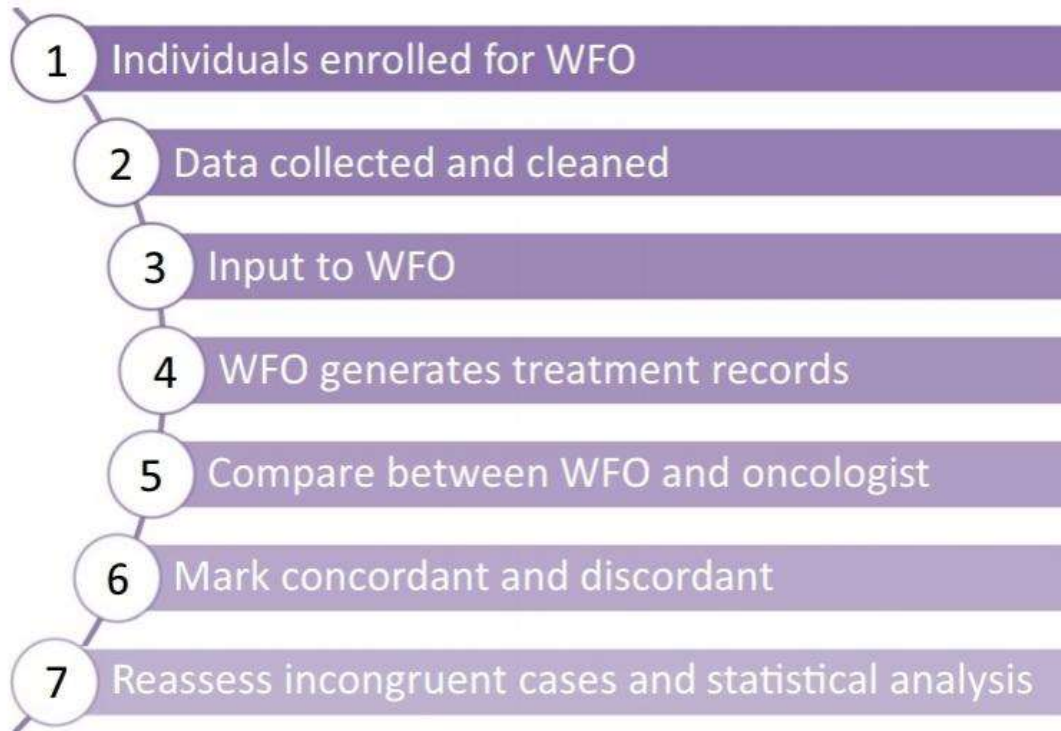 1 Individuals enrolled for WFO
2 Data collected and cleaned
3 Input to WFO
4 WFO generates treatment records
5 Compare between WFO and oncologist
6 Mark concordant and discordant
7 Reassess incongruent cases and statistical analysis